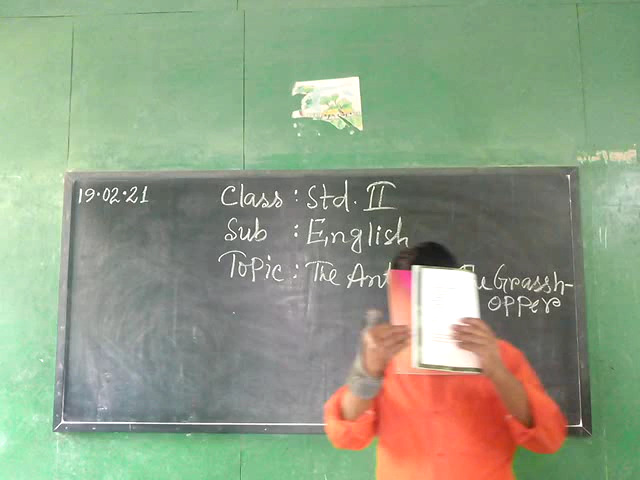 19.02.21
Class : Std. II
Sub : English
Topic : The Ant Grassh-
opper